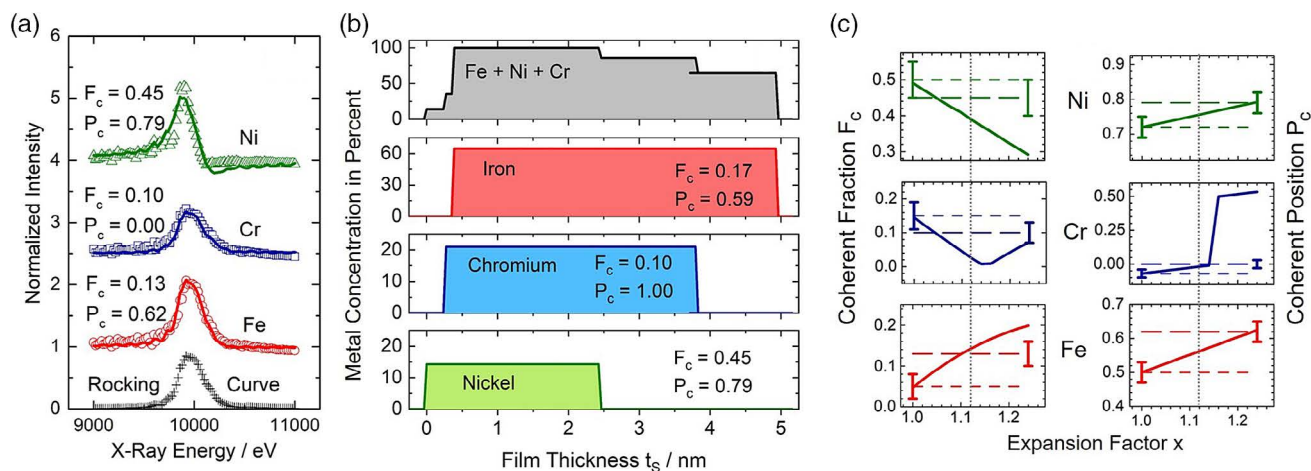 (a)
Normalized Intensity
6
5
4
3
2
1
0
F_c = 0.45
P_c = 0.79
Ni
F_c = 0.10
P_c = 0.00
Cr
F_c = 0.13
P_c = 0.62
Fe
Rocking Curve
9000 10000 11000
X-Ray Energy / eV
(b)
Metal Concentration in Percent
100
75
50
25
0
Fe + Ni + Cr
60
40
20
0
Iron
F_c = 0.17
P_c = 0.59
20
10
0
Chromium
F_c = 0.10
P_c = 1.00
20
15
10
5
0
Nickel
F_c = 0.45
P_c = 0.79
0 1 2 3 4 5
Film Thickness t_S / nm
(c)
Coherent Fraction F_c
0.5
0.4
0.3
Ni
0.9
0.8
0.7
0.6
0.2
0.1
0.0
Cr
0.50
0.25
0.00
0.2
0.1
0.0
Fe
0.7
0.6
0.5
0.4
Coherent Position P_c
1.0 1.1 1.2
1.0 1.1 1.2
Expansion Factor x